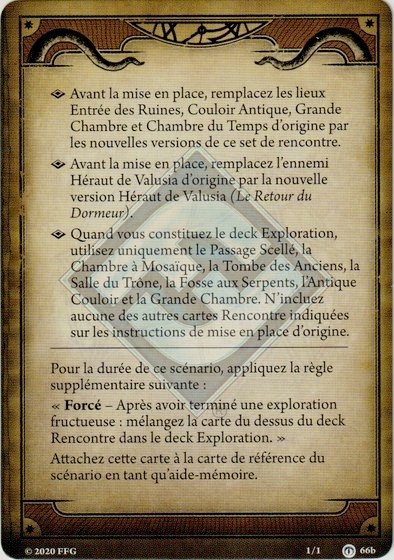 Avant la mise en place, remplacez les lieux
Entrée des Ruines, Couloir Antique, Grande
Chambre et Chambre du Temps d'origine par
les nouvelles versions de ce set de rencontre.
Avant la mise en place, remplacez l'ennemi
Héraut de Valusia d'origine par la nouvelle
version Héraut de Valusia (Le Retour du
Dormeur).
Quand vous constituez le deck Exploration,
utilisez uniquement le Passage Scellé, la
Chambre à Mosaïque, la Tombe des Anciens, la
Salle du Trône, la Fosse aux Serpents, l'Antique
Couloir et la Grande Chambre. N'incluez
aucune des autres cartes Rencontre indiquées
sur les instructions de mise en place d'origine.
Pour la durée de ce scénario, appliquez la règle
supplémentaire suivante :
« Forcé – Après avoir terminé une exploration
fructueuse : mélangez la carte du dessus du deck
Rencontre dans le deck Exploration. »
Attachez cette carte à la carte de référence du
scénario en tant qu'aide-mémoire.
© 2020 FFG 1/1 66b